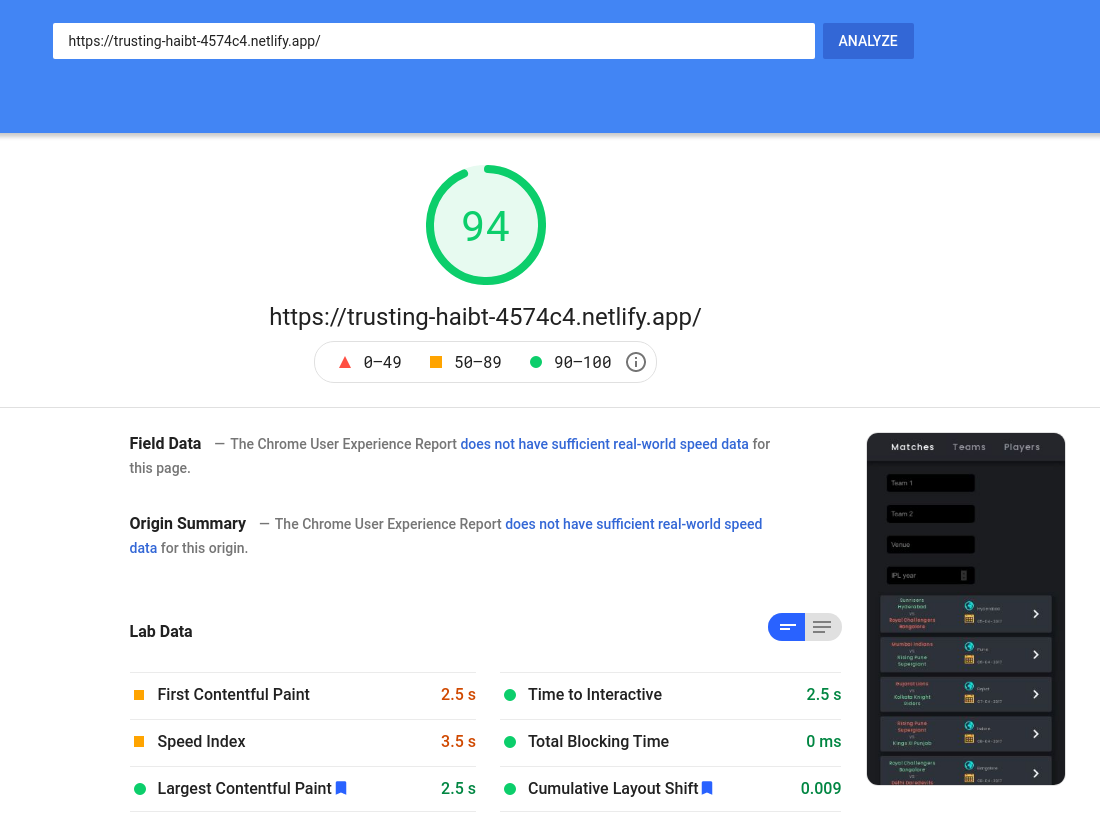 https://trusting-haibt-4574c4.netlify.app/
ANALYZE
94
https://trusting-haibt-4574c4.netlify.app/
0–49
50–89
90–100
Field Data — The Chrome User Experience Report does not have sufficient real-world speed data for
this page.
Origin Summary — The Chrome User Experience Report does not have sufficient real-world speed
data for this origin.
Lab Data
First Contentful Paint 2.5 s
Time to Interactive 2.5 s
Speed Index 3.5 s
Total Blocking Time 0 ms
Largest Contentful Paint 2.5 s
Cumulative Layout Shift 0.009
Matches Teams Players
Team 1
Team 2
Venue
IPL year
Sunrisers
Hyderabad
vs
Royal Challengers
Bangalore
Hyderabad
Mumbai Indians
vs
Rising Pune
Supergiant
Pune
Gujarat Lions
vs
Kolkata Knight
Riders
Rajkot
Rising Pune
Supergiant
vs
Kings XI Punjab
Indore
Royal Challengers
Bangalore
vs
Delhi Daredevils
Bangalore